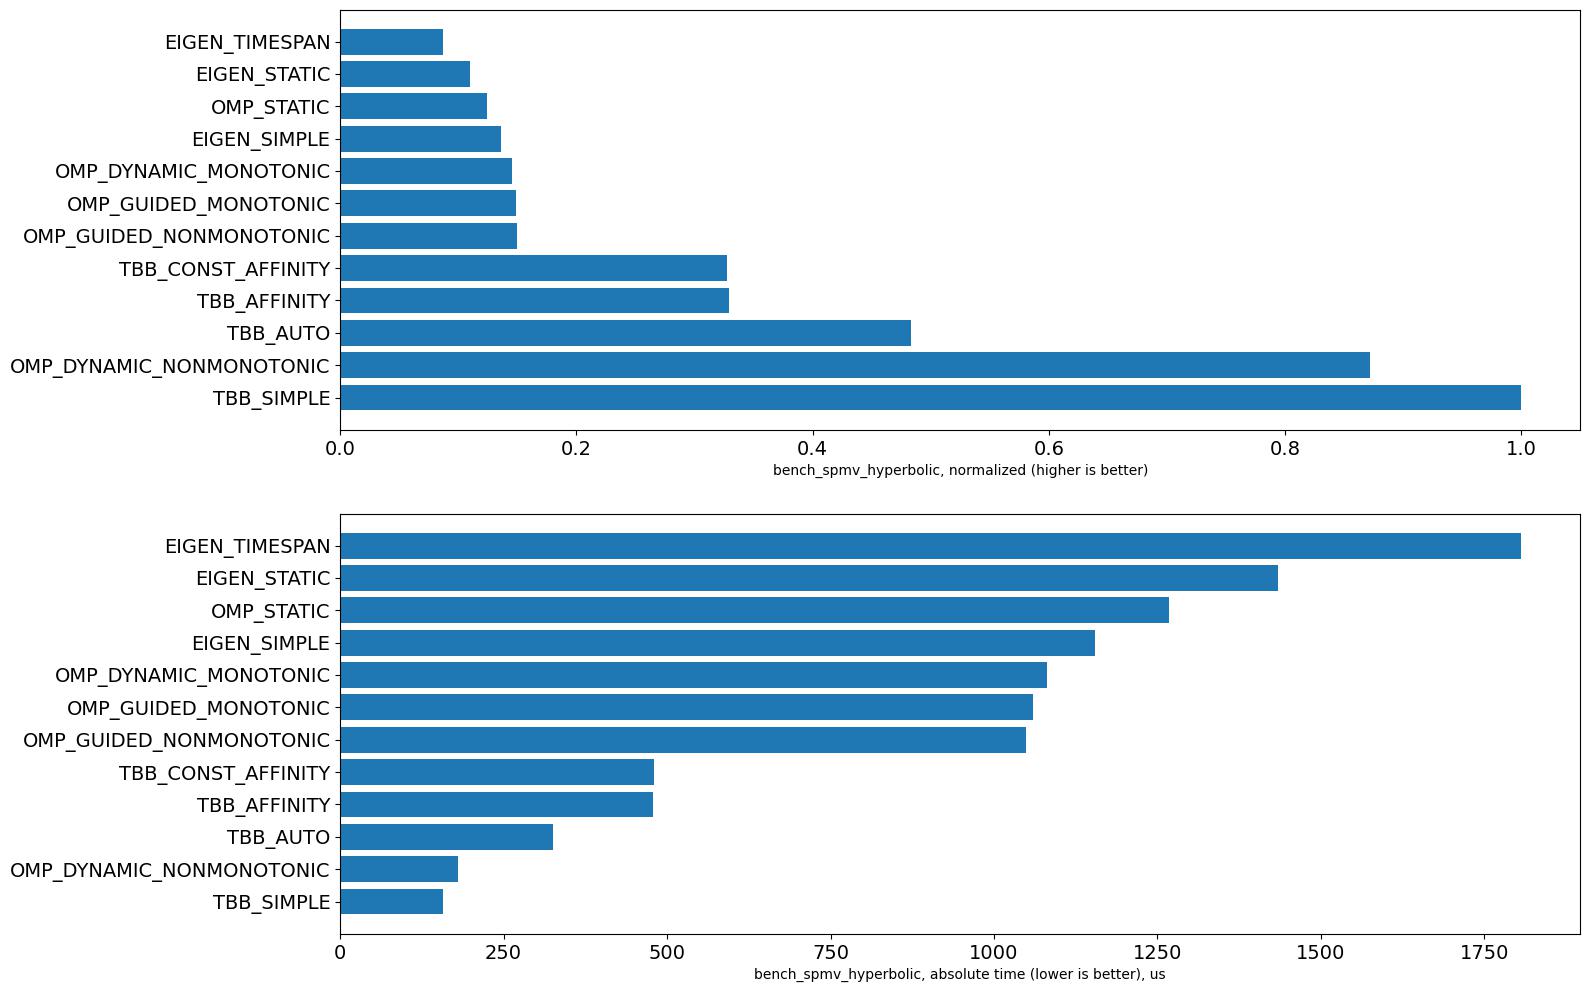 EIGEN_TIMESPAN
EIGEN_STATIC
OMP_STATIC
EIGEN_SIMPLE
OMP_DYNAMIC_MONOTONIC
OMP_GUIDED_MONOTONIC
OMP_GUIDED_NONMONOTONIC
TBB_CONST_AFFINITY
TBB_AFFINITY
TBB_AUTO
OMP_DYNAMIC_NONMONOTONIC
TBB_SIMPLE
0.0 0.2 0.4 0.6 0.8 1.0
bench_spmv_hyperbolic, normalized (higher is better)
EIGEN_TIMESPAN
EIGEN_STATIC
OMP_STATIC
EIGEN_SIMPLE
OMP_DYNAMIC_MONOTONIC
OMP_GUIDED_MONOTONIC
OMP_GUIDED_NONMONOTONIC
TBB_CONST_AFFINITY
TBB_AFFINITY
TBB_AUTO
OMP_DYNAMIC_NONMONOTONIC
TBB_SIMPLE
0 250 500 750 1000 1250 1500 1750
bench_spmv_hyperbolic, absolute time (lower is better), us